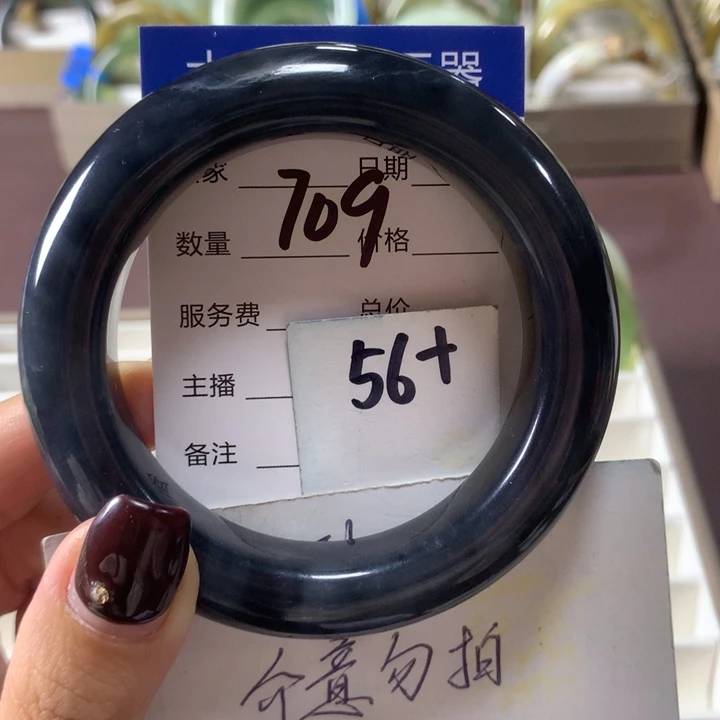 器
家 日期
709
数量 价格
服务费 总价
56+
主播
备注
介意勿拍